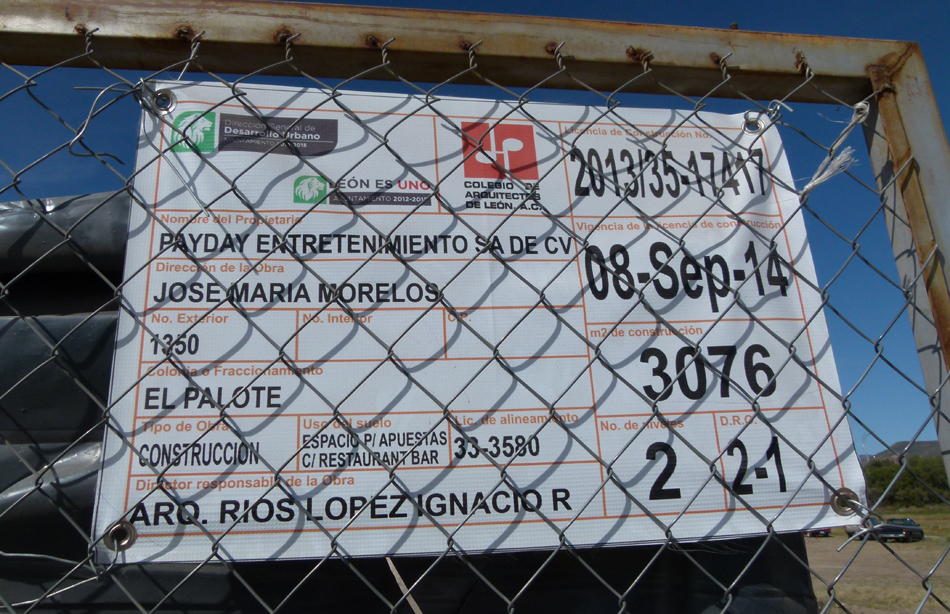 Dirección General de
Desarrollo Urbano
LEÓN ES UNO
AYUNTAMIENTO 2012-2015
COLEGIO DE
ARQUITECTOS
DE LEÓN, A.C.
Licencia de Construcción No.
2013/35-17417
Nombre del Propietario
PAYDAY ENTRETENIMIENTO SA DE CV
Vigencia de la licencia de construcción
08-Sep-14
Dirección de la Obra
JOSE MARIA MORELOS
No. Exterior
No. Interior
C.P.
1350
m2 de construcción
3076
Colonia o Fraccionamiento
EL PALOTE
Tipo de Obra
Uso del suelo
Lic. de alineamiento
No. de niveles
D.R.O.
CONSTRUCCION
ESPACIO P/ APUESTAS
C/ RESTAURANT BAR
33-3580
2
2-1
Director responsable de la Obra
ARQ. RIOS LOPEZ IGNACIO R